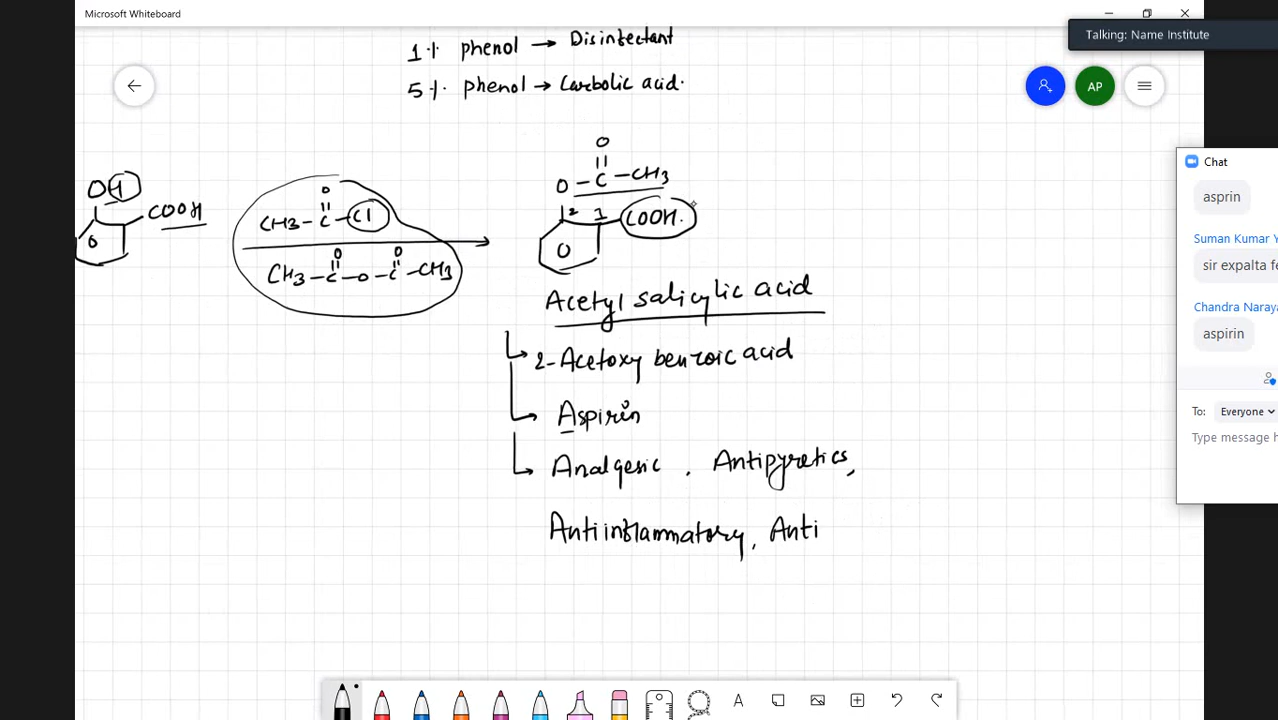 Microsoft Whiteboard
Talking: Name Institute
AP
1% phenol → Disinfectant
5% phenol → Carbolic acid.
OH
COOH
O
O
CH3-C-Cl
O O
CH3-C-O-C-CH3
O
O-C-CH3
2 1 COOH.
O
Acetyl salicylic acid
2-Acetoxy benzoic acid
Aspirin
Analgesic, Antipyretics,
Antiinflammatory, Anti
Chat
asprin
Suman Kumar Y
sir expalta fe
Chandra Naraya
aspirin
To: Everyone
Type message h
A